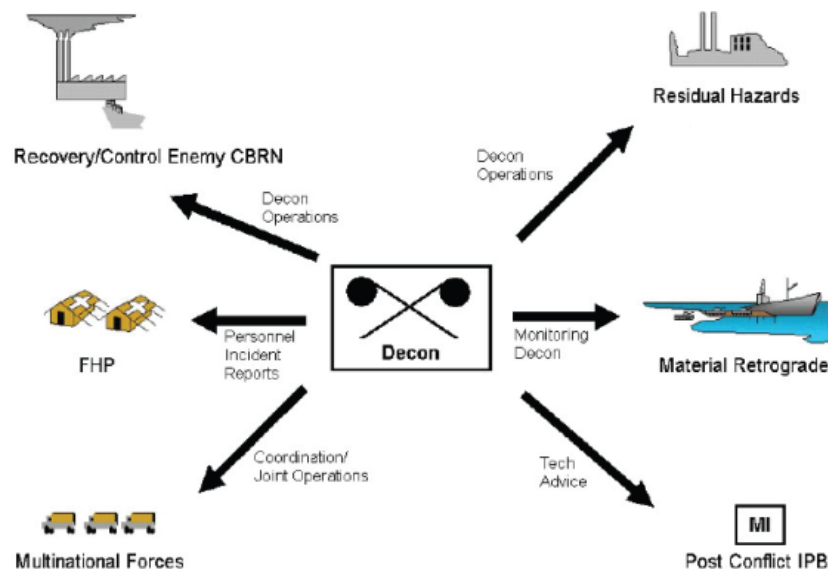 Residual Hazards
Recovery/Control Enemy CBRN
Decon
Operations
Decon
Operations
Decon
Personnel
Incident
Reports
FHP
Monitoring
Decon
Material Retrograde
Coordination/
Joint Operations
Tech
Advice
MI
Multinational Forces
Post Conflict IPB